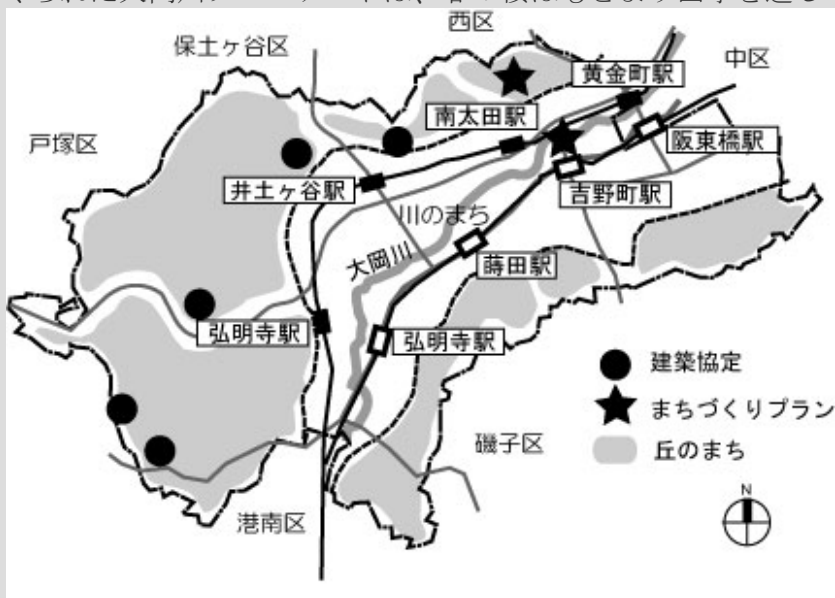 西区
保土ヶ谷区
黄金町駅
中区
南太田駅
戸塚区
阪東橋駅
井土ヶ谷駅
吉野町駅
川のまち
大岡川
蒔田駅
弘明寺駅
弘明寺駅
建築協定
まちづくりプラン
磯子区
丘のまち
N
港南区